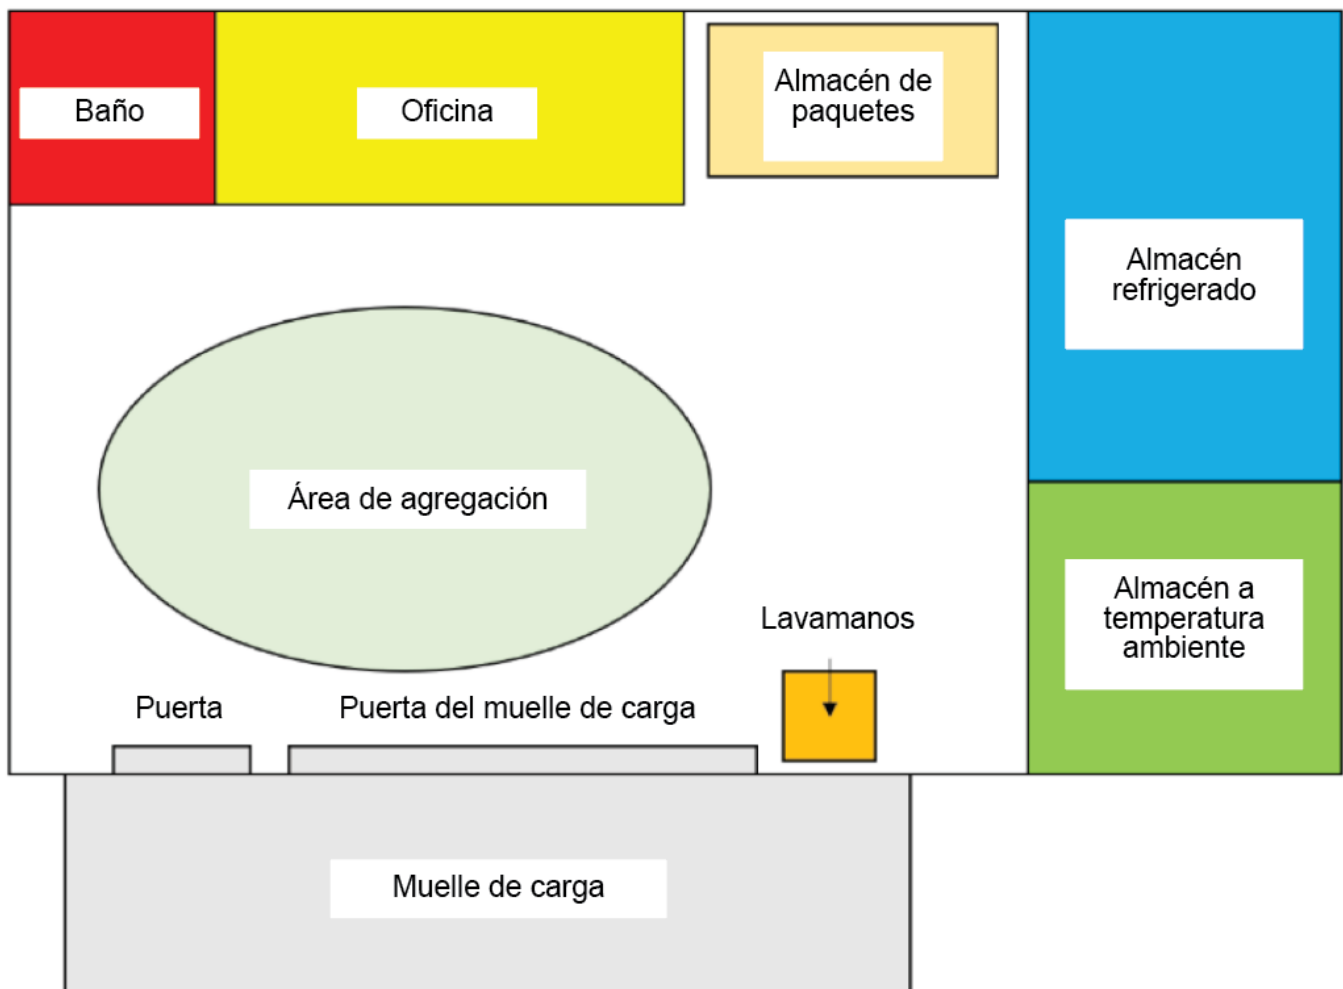 Baño
Oficina
Almacén de
paquetes
Almacén
refrigerado
Área de agregación
Almacén a
temperatura
ambiente
Lavamanos
Puerta
Puerta del muelle de carga
Muelle de carga